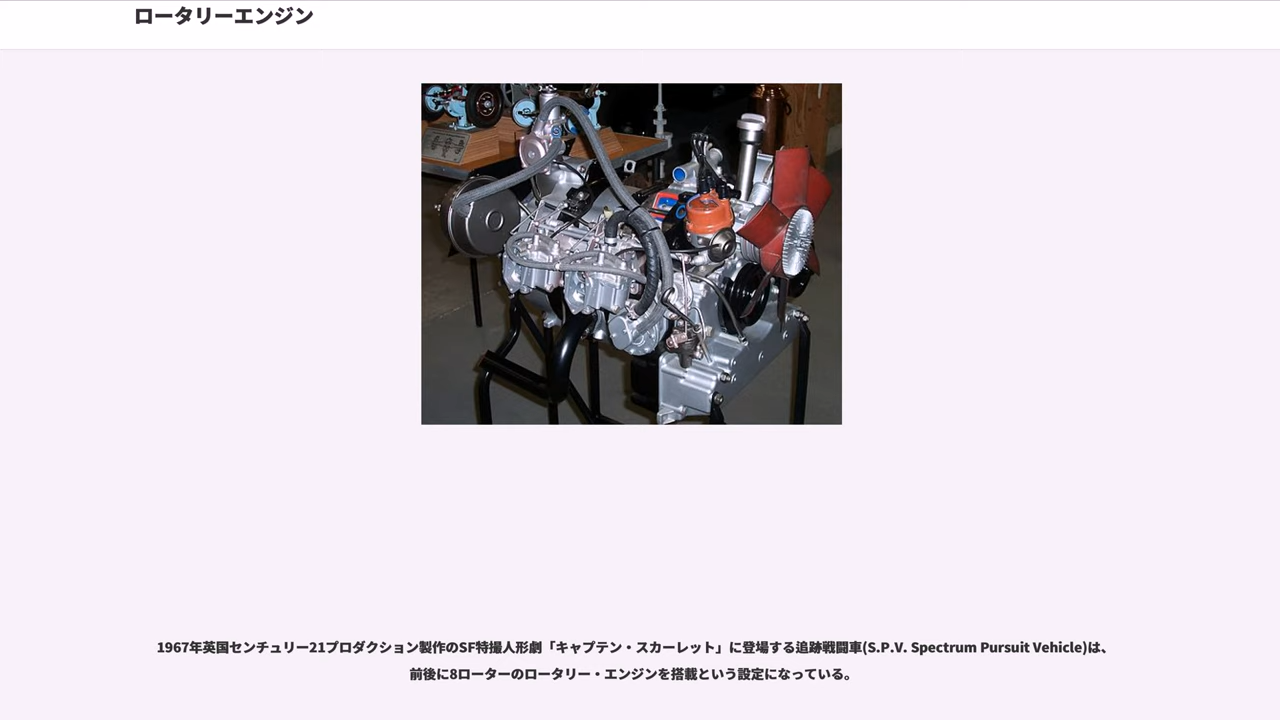 ロータリーエンジン
1967年英国センチュリー21プロダクション製作のSF特撮人形劇「キャプテン・スカーレット」に登場する追跡戦闘車(S.P.V. Spectrum Pursuit Vehicle)は、
前後に8ローターのロータリー・エンジンを搭載という設定になっている。